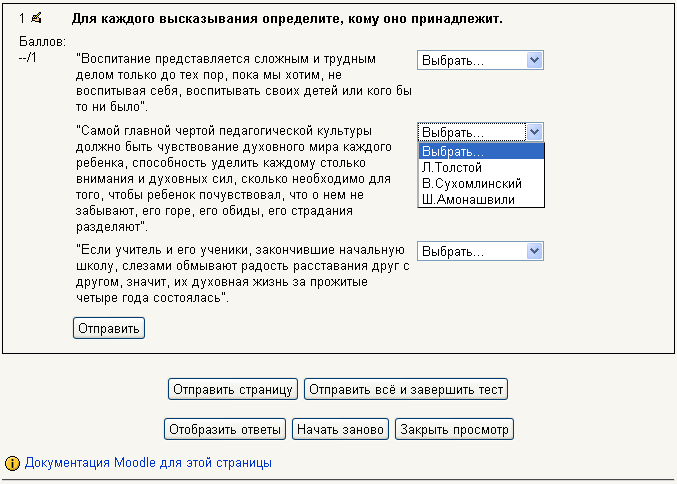 1 Для каждого высказывания определите, кому оно принадлежит.
Баллов:
--/1
"Воспитание представляется сложным и трудным
делом только до тех пор, пока мы хотим, не
воспитывая себя, воспитывать своих детей или кого бы
то ни было".
Выбрать...
"Самой главной чертой педагогической культуры
должно быть чувствование духовного мира каждого
ребенка, способность уделить каждому столько
внимания и духовных сил, сколько необходимо для
того, чтобы ребенок почувствовал, что о нем не
забывают, его горе, его обиды, его страдания
разделяют".
Выбрать...
Выбрать...
Л.Толстой
В.Сухомлинский
Ш.Амонашвили
"Если учитель и его ученики, закончившие начальную
школу, слезами обмывают радость расставания друг с
другом, значит, их духовная жизнь за прожитые
четыре года состоялась".
Выбрать...
Отправить
Отправить страницу Отправить всё и завершить тест
Отобразить ответы Начать заново Закрыть просмотр
Документация Moodle для этой страницы